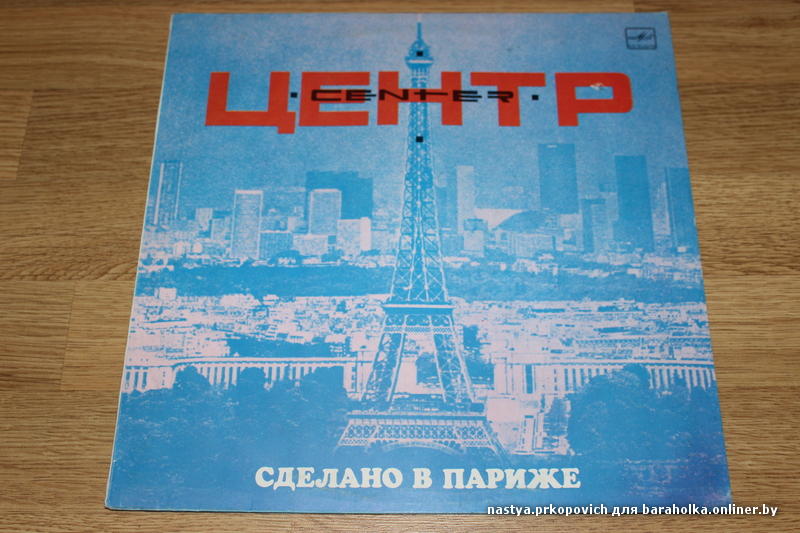 ЦЕНТР
·CENTER·
СДЕЛАНО В ПАРИЖЕ
nastya.prkopovich для baraholka.onliner.by